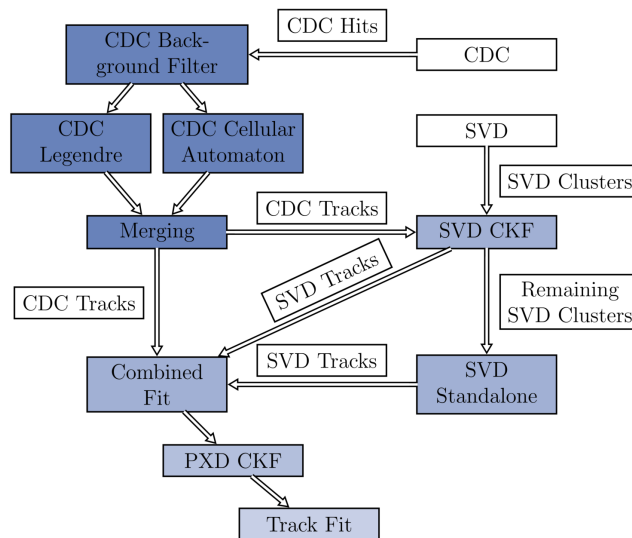 CDC Hits
CDC Back-
ground Filter
CDC
CDC
Legendre
CDC Cellular
Automaton
SVD
SVD Clusters
CDC Tracks
Merging
SVD CKF
CDC Tracks
SVD Tracks
Remaining
SVD Clusters
SVD Tracks
Combined
Fit
SVD
Standalone
PXD CKF
Track Fit